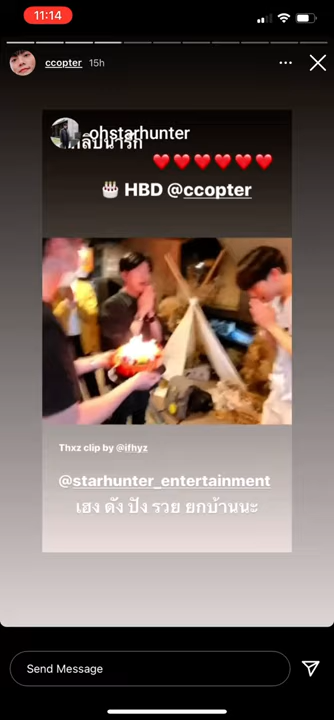 11:14
ccopter 15h
ohstarhunter
คลิปน่ารัก
HBD @ccopter
Thxz clip by @ifhyz
@starhunter_entertainment
เฮง ดัง ปัง รวย ยกบ้านนะ
Send Message